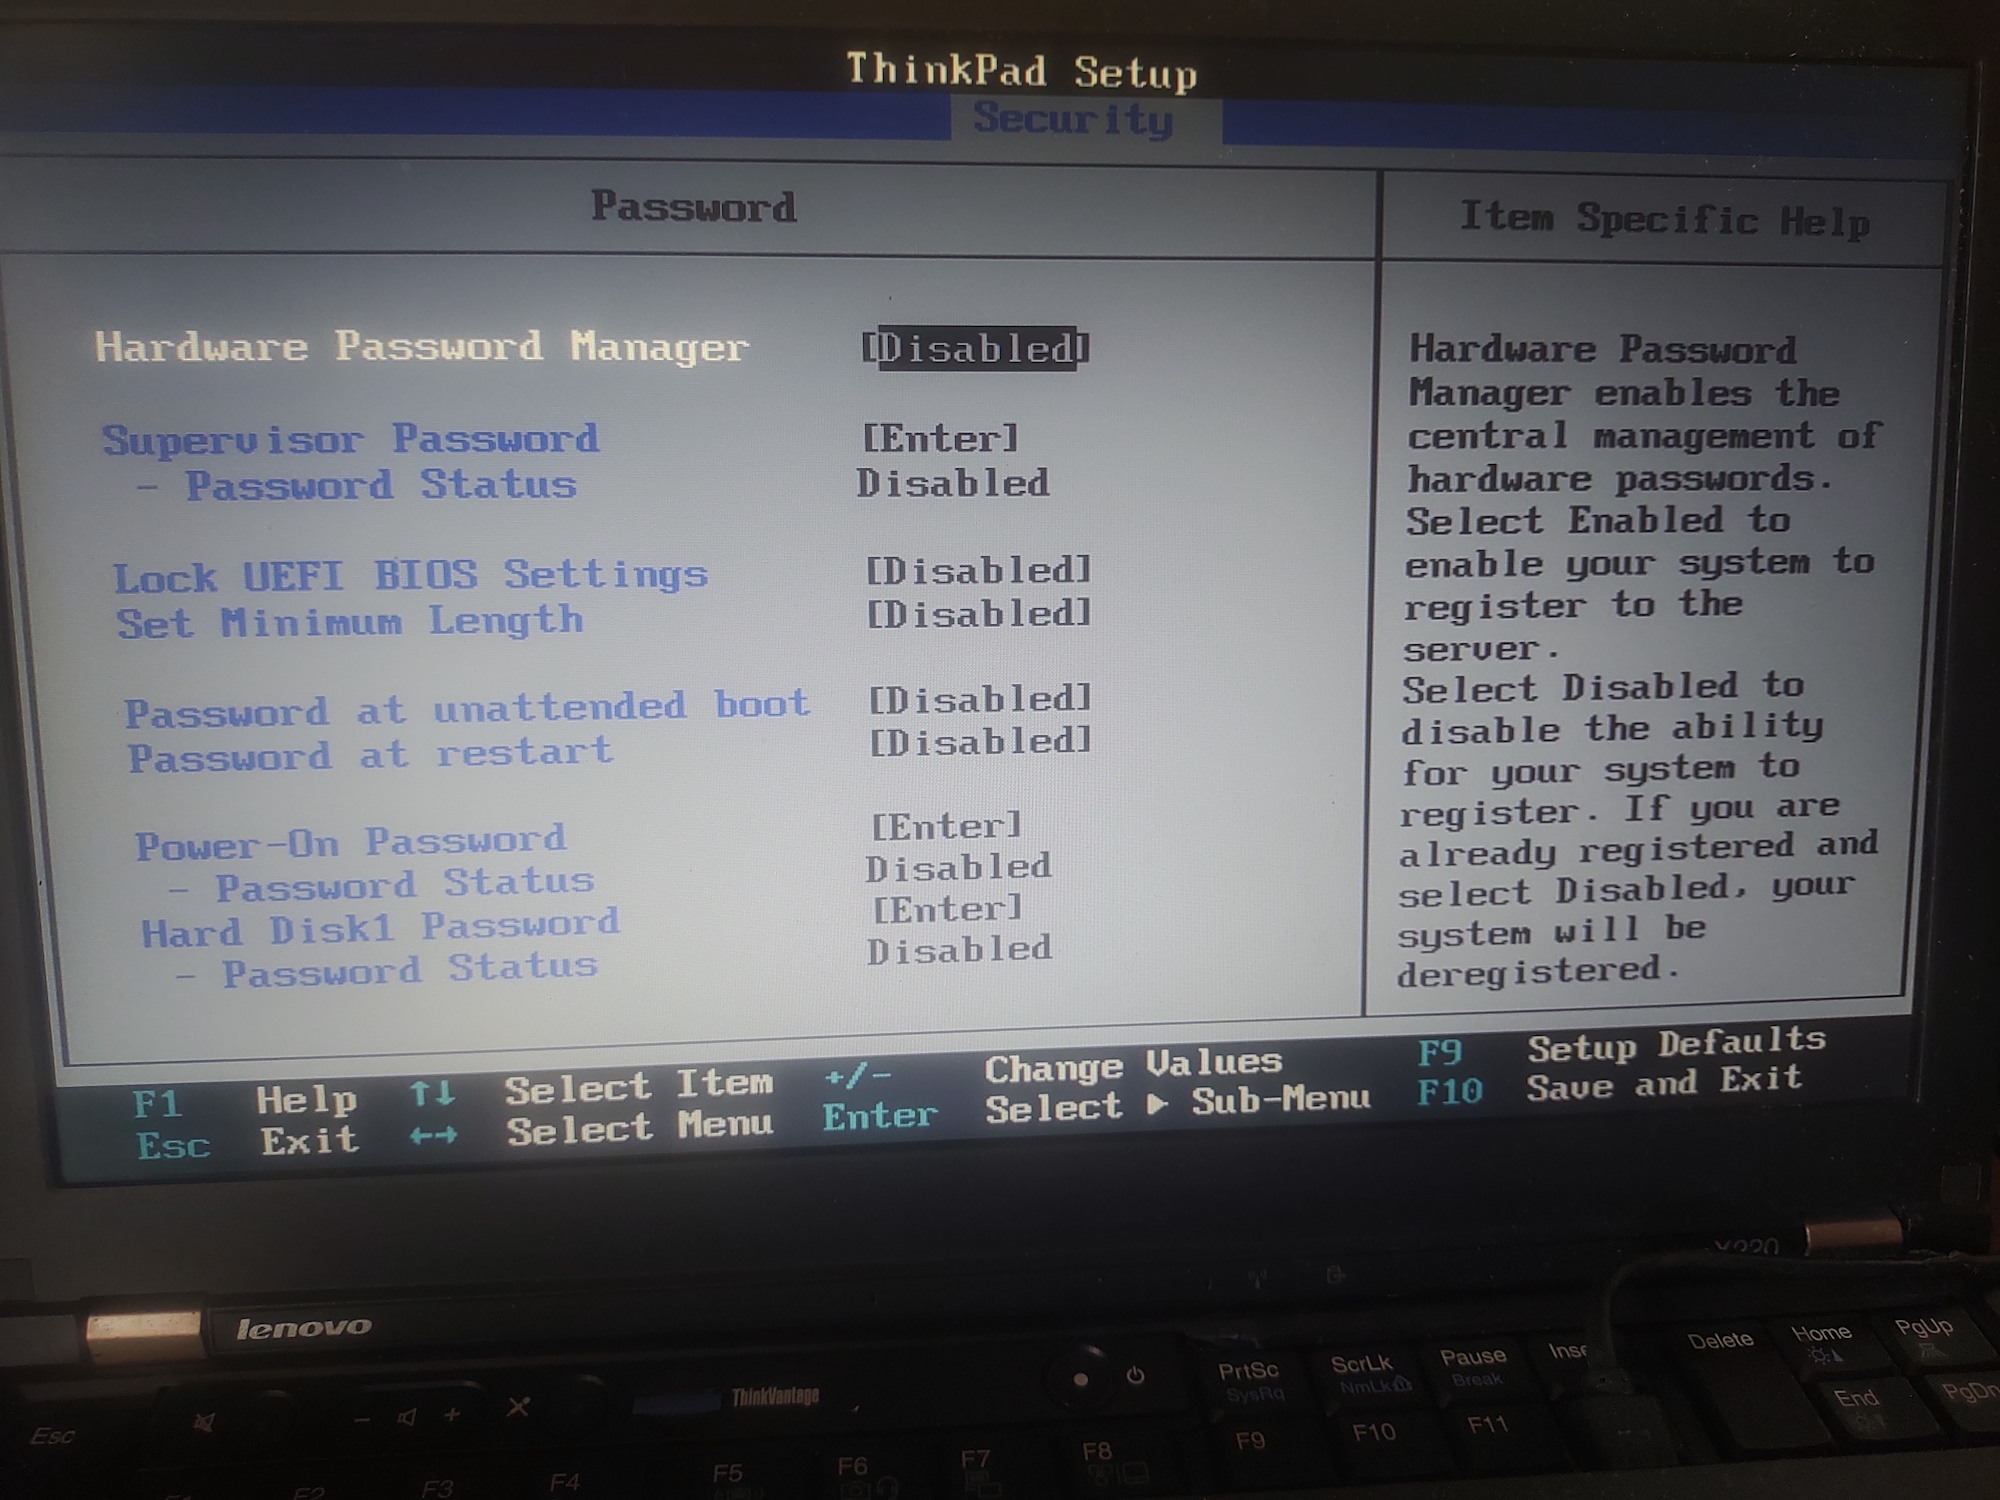 ThinkPad Setup
Security
Password
Item Specific Help
Hardware Password Manager [Disabled]
Supervisor Password [Enter]
- Password Status Disabled
Lock UEFI BIOS Settings [Disabled]
Set Minimum Length [Disabled]
Password at unattended boot [Disabled]
Password at restart [Disabled]
Power-On Password [Enter]
- Password Status Disabled
Hard Disk1 Password [Enter]
- Password Status Disabled
Hardware Password
Manager enables the
central management of
hardware passwords.
Select Enabled to
enable your system to
register to the
server.
Select Disabled to
disable the ability
for your system to
register. If you are
already registered and
select Disabled, your
system will be
deregistered.
F1 Help ↑↓ Select Item +/- Change Values F9 Setup Defaults
Esc Exit ←→ Select Menu Enter Select ▶ Sub-Menu F10 Save and Exit
lenovo
ThinkVantage
PrtSc
SysRq
ScrLk
NmLk
Pause
Break
Delete
Home
PgUp
End
Esc
F2
F3
F4
F5
F6
F7
F8
F9
F10
F11